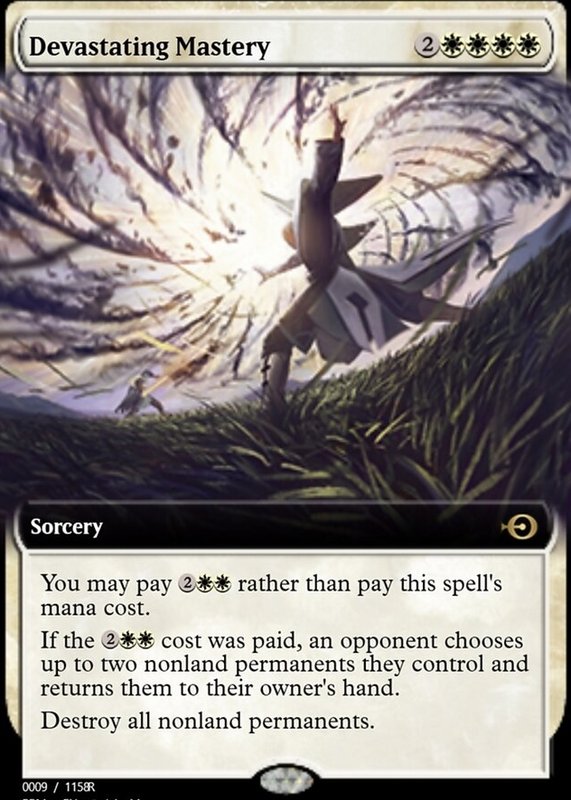 Devastating Mastery 2
Sorcery
You may pay 2 rather than pay this spell's
mana cost.
If the 2 cost was paid, an opponent chooses
up to two nonland permanents they control and
returns them to their owner's hand.
Destroy all nonland permanents.
0009 / 1158R